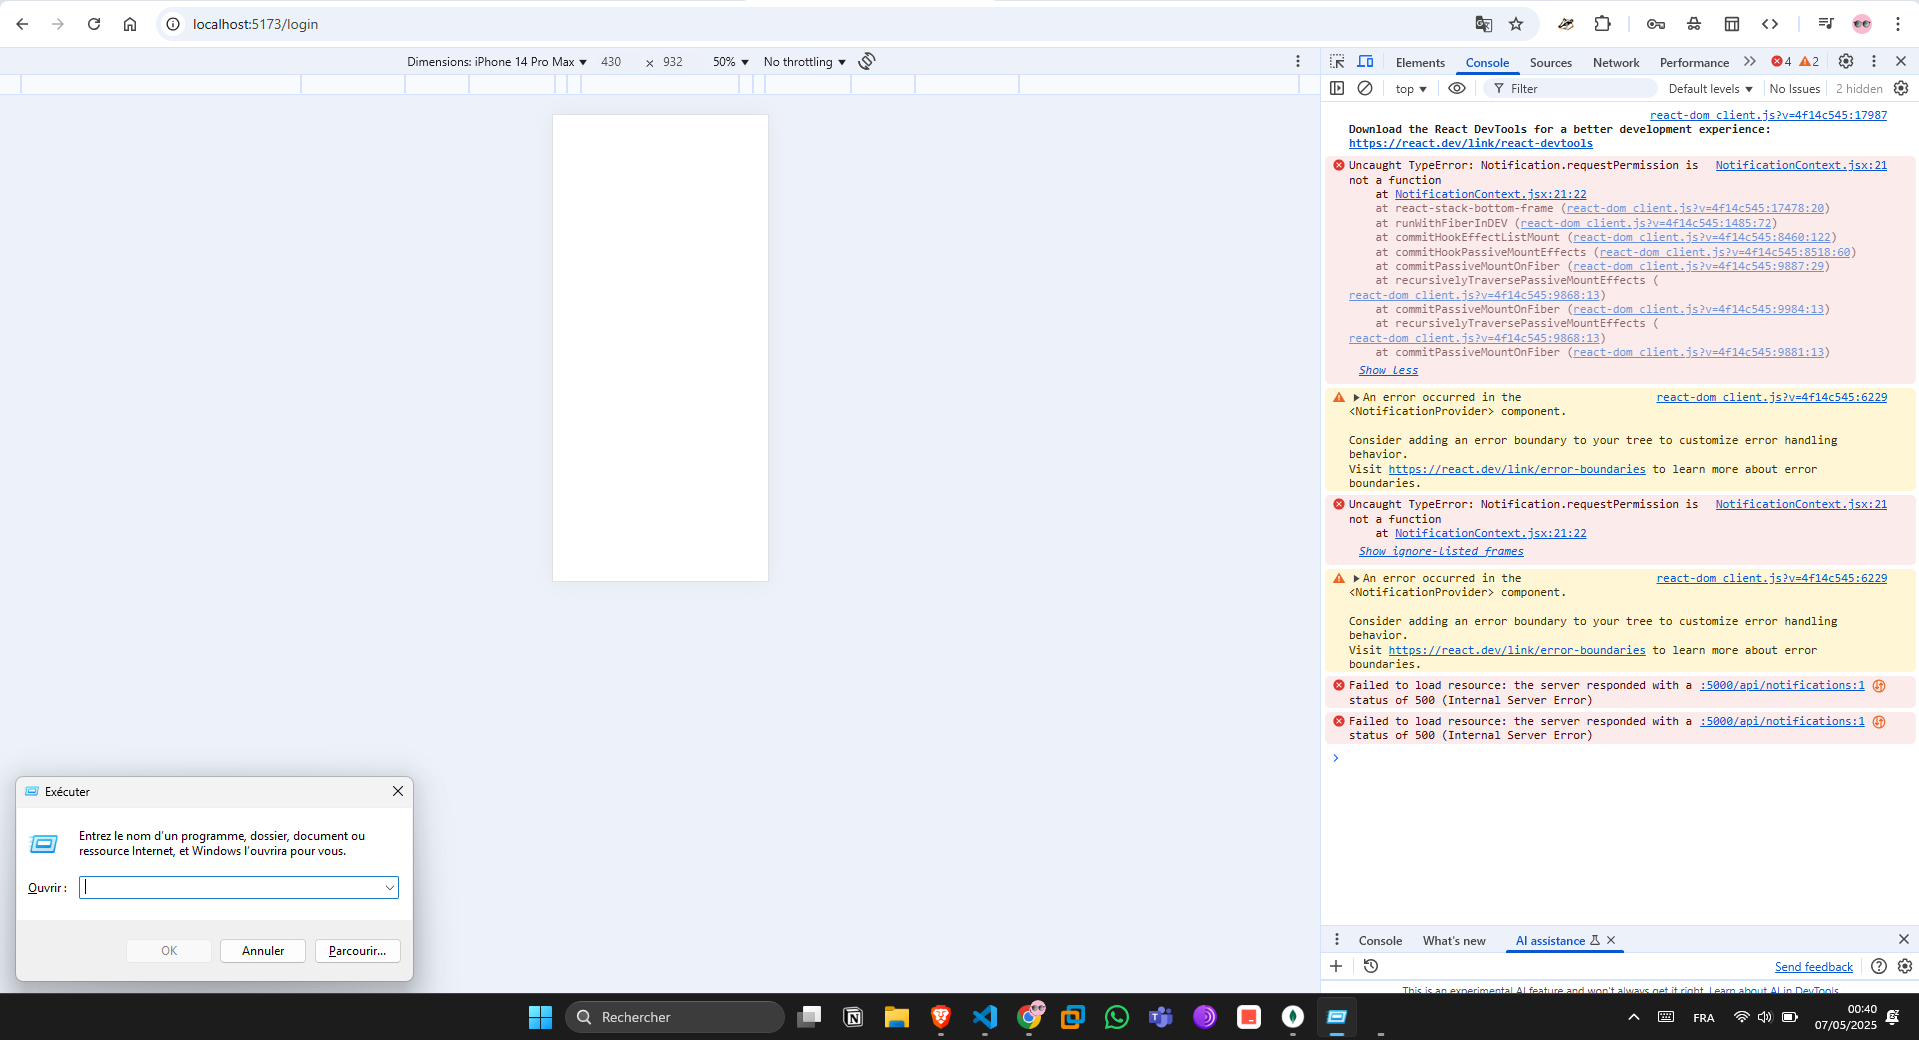 localhost:5173/login
Dimensions: iPhone 14 Pro Max ▼ 430 × 932 50% ▼ No throttling ▼
Elements Console Sources Network Performance 4 2
top ▼ Filter Default levels ▼ No Issues 2 hidden
react-dom_client.js?v=4f14c545:17987
Download the React DevTools for a better development experience:
https://react.dev/link/react-devtools
Uncaught TypeError: Notification.requestPermission is NotificationContext.jsx:21
not a function
at NotificationContext.jsx:21:22
at react-stack-bottom-frame (react-dom_client.js?v=4f14c545:17478:20)
at runWithFiberInDEV (react-dom_client.js?v=4f14c545:1485:72)
at commitHookEffectListMount (react-dom_client.js?v=4f14c545:8460:122)
at commitHookPassiveMountEffects (react-dom_client.js?v=4f14c545:8518:60)
at commitPassiveMountOnFiber (react-dom_client.js?v=4f14c545:9887:29)
at recursivelyTraversePassiveMountEffects (
react-dom_client.js?v=4f14c545:9868:13)
at commitPassiveMountOnFiber (react-dom_client.js?v=4f14c545:9984:13)
at recursivelyTraversePassiveMountEffects (
react-dom_client.js?v=4f14c545:9868:13)
at commitPassiveMountOnFiber (react-dom_client.js?v=4f14c545:9881:13)
Show less
An error occurred in the react-dom_client.js?v=4f14c545:6229
<NotificationProvider> component.
Consider adding an error boundary to your tree to customize error handling
behavior.
Visit https://react.dev/link/error-boundaries to learn more about error
boundaries.
Uncaught TypeError: Notification.requestPermission is NotificationContext.jsx:21
not a function
at NotificationContext.jsx:21:22
Show ignore-listed frames
An error occurred in the react-dom_client.js?v=4f14c545:6229
<NotificationProvider> component.
Consider adding an error boundary to your tree to customize error handling
behavior.
Visit https://react.dev/link/error-boundaries to learn more about error
boundaries.
Failed to load resource: the server responded with a :5000/api/notifications:1
status of 500 (Internal Server Error)
Failed to load resource: the server responded with a :5000/api/notifications:1
status of 500 (Internal Server Error)
Exécuter
Entrez le nom d'un programme, dossier, document ou
ressource Internet, et Windows l'ouvrira pour vous.
Ouvrir :
OK Annuler Parcourir...
Console What's new AI assistance
Send feedback
This is an experimental AI feature and won't always get it right. Learn about AI in DevTools
Rechercher
FRA
00:40
07/05/2025